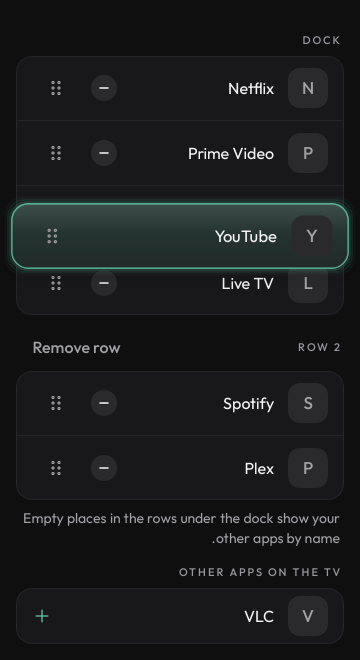 DOCK
Netflix N
Prime Video P
YouTube Y
Live TV L
Remove row ROW 2
Spotify S
Plex P
Empty places in the rows under the dock show your
.other apps by name
OTHER APPS ON THE TV
VLC V